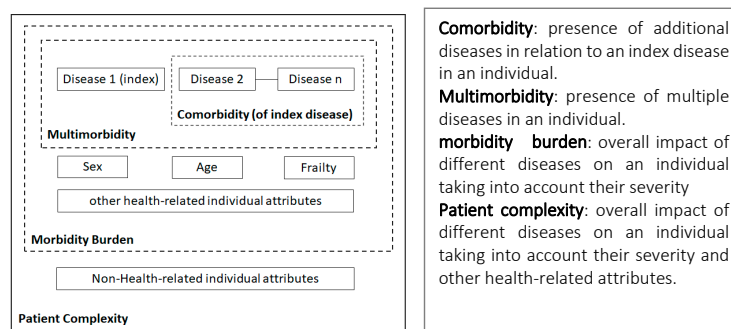 Disease 1 (index)
Disease 2
Disease n
Comorbidity (of index disease)
Multimorbidity
Sex
Age
Frailty
other health-related individual attributes
Morbidity Burden
Non-Health-related individual attributes
Patient Complexity
Comorbidity: presence of additional
diseases in relation to an index disease
in an individual.
Multimorbidity: presence of multiple
diseases in an individual.
morbidity burden: overall impact of
different diseases on an individual
taking into account their severity
Patient complexity: overall impact of
different diseases on an individual
taking into account their severity and
other health-related attributes.